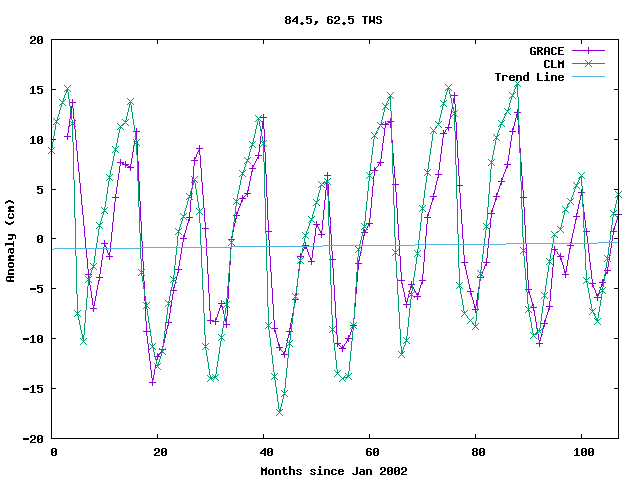 84.5, 62.5 TWS
GRACE
CLM
Trend Line
20
15
10
5
0
-5
-10
-15
-20
Anomaly (cm)
0 20 40 60 80 100
Months since Jan 2002